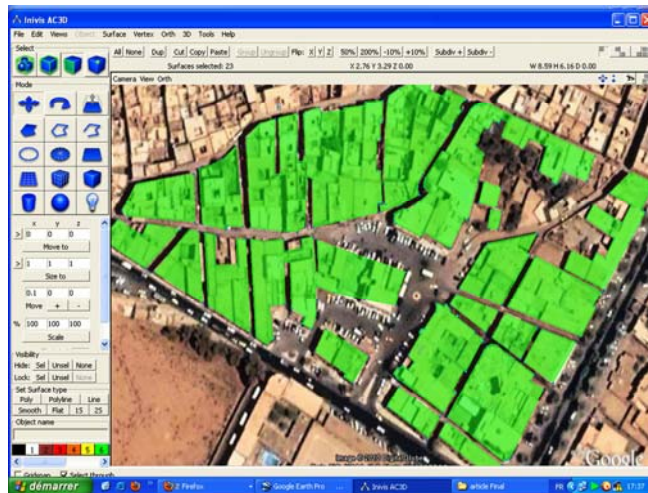 Inivis AC3D
File Edit Views Object Surface Vertex Orth 3D Tools Help
Select
All None Dup Cut Copy Paste Group Ungroup Flip: X Y Z 50% 200% -10% +10% Subdiv + Subdiv -
Surfaces selected: 23 X 2.76 Y 3.29 Z 0.00 W 8.59 H 6.16 D 0.00
Camera View Orth
Mode
x y z
> 0 0 0
Move to
> 1 1 1
Size to
0.1 0 0
Move + -
% 100 100 100
Scale
Visibility
Hide: Sel Unsel None
Lock: Sel Unsel None
Set Surface type
Poly Polyline Line
Smooth Flat 1S 2S
Object name
1 2 3 4 5 6
Google
Gridsnap Select through
démarrer 2 Firefox Google Earth Pro ... Inivis AC3D article Final FR 17:37